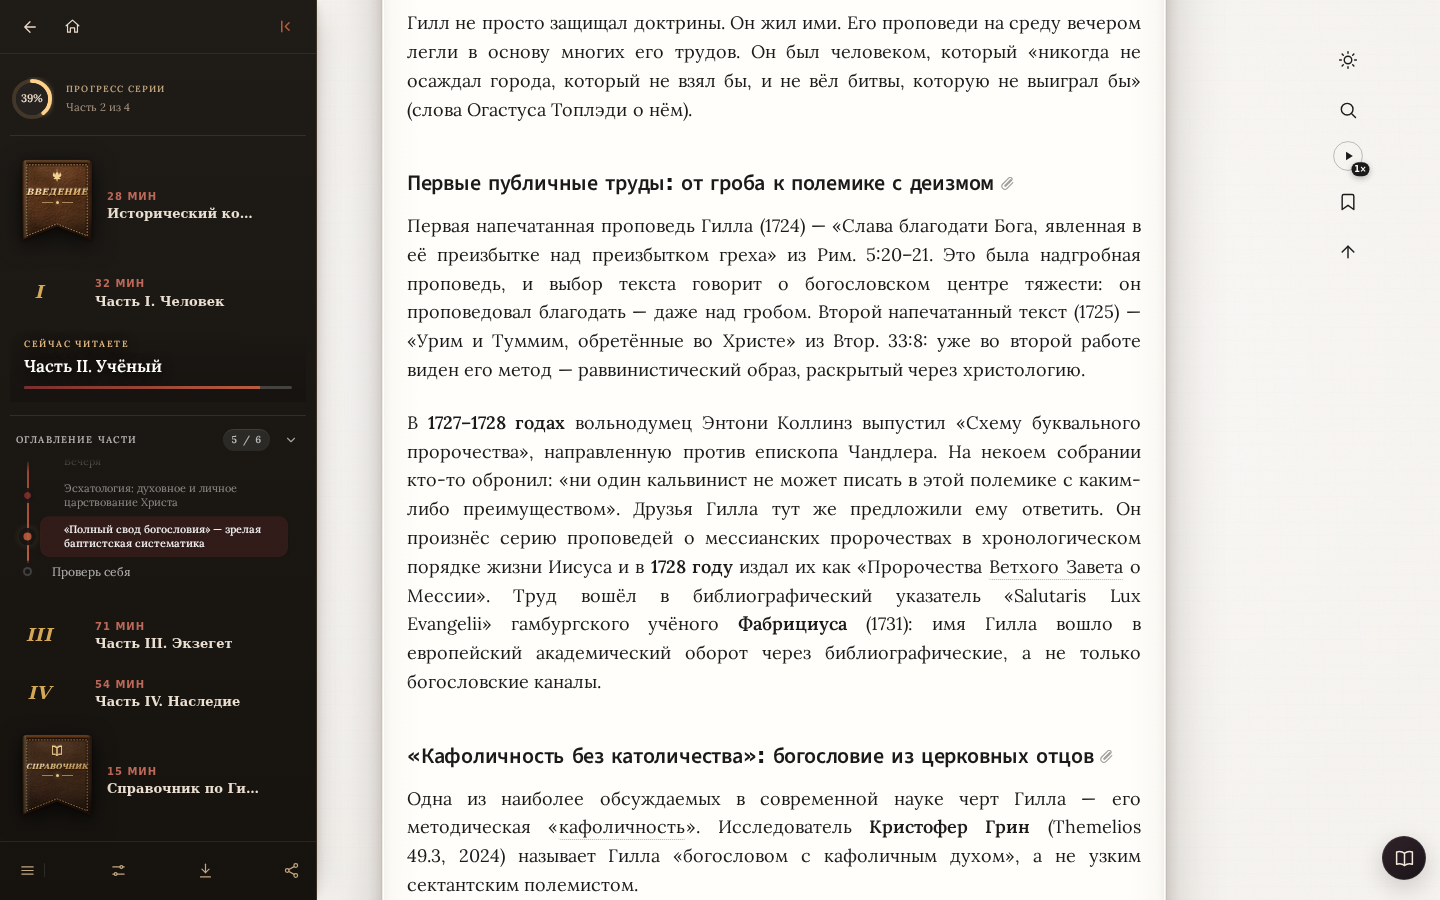 39%
ПРОГРЕСС СЕРИИ
Часть 2 из 4
ВВЕДЕНИЕ
28 МИН
Исторический ко...
I
32 МИН
Часть I. Человек
СЕЙЧАС ЧИТАЕТЕ
Часть II. Учёный
ОГЛАВЛЕНИЕ ЧАСТИ
5 / 6
Вечеря
Эсхатология: духовное и личное
царствование Христа
«Полный свод богословия» — зрелая
баптистская систематика
Проверь себя
III
71 МИН
Часть III. Экзегет
IV
54 МИН
Часть IV. Наследие
СПРАВОЧНИК
15 МИН
Справочник по Ги...
Гилл не просто защищал доктрины. Он жил ими. Его проповеди на среду вечером
легли в основу многих его трудов. Он был человеком, который «никогда не
осаждал города, который не взял бы, и не вёл битвы, которую не выиграл бы»
(слова Огастуса Топлэди о нём).
Первые публичные труды: от гроба к полемике с деизмом
Первая напечатанная проповедь Гилла (1724) — «Слава благодати Бога, явленная в
её преизбытке над преизбытком греха» из Рим. 5:20–21. Это была надгробная
проповедь, и выбор текста говорит о богословском центре тяжести: он
проповедовал благодать — даже над гробом. Второй напечатанный текст (1725) —
«Урим и Туммим, обретённые во Христе» из Втор. 33:8: уже во второй работе
виден его метод — раввинистический образ, раскрытый через христологию.
В 1727–1728 годах вольнодумец Энтони Коллинз выпустил «Схему буквального
пророчества», направленную против епископа Чандлера. На некоем собрании
кто-то обронил: «ни один кальвинист не может писать в этой полемике с каким-
либо преимуществом». Друзья Гилла тут же предложили ему ответить. Он
произнёс серию проповедей о мессианских пророчествах в хронологическом
порядке жизни Иисуса и в 1728 году издал их как «Пророчества Ветхого Завета о
Мессии». Труд вошёл в библиографический указатель «Salutaris Lux
Evangelii» гамбургского учёного Фабрициуса (1731): имя Гилла вошло в
европейский академический оборот через библиографические, а не только
богословские каналы.
«Кафоличность без католичества»: богословие из церковных отцов
Одна из наиболее обсуждаемых в современной науке черт Гилла — его
методическая «кафоличность». Исследователь Кристофер Грин (Themelios
49.3, 2024) называет Гилла «богословом с кафоличным духом», а не узким
сектантским полемистом.
1×